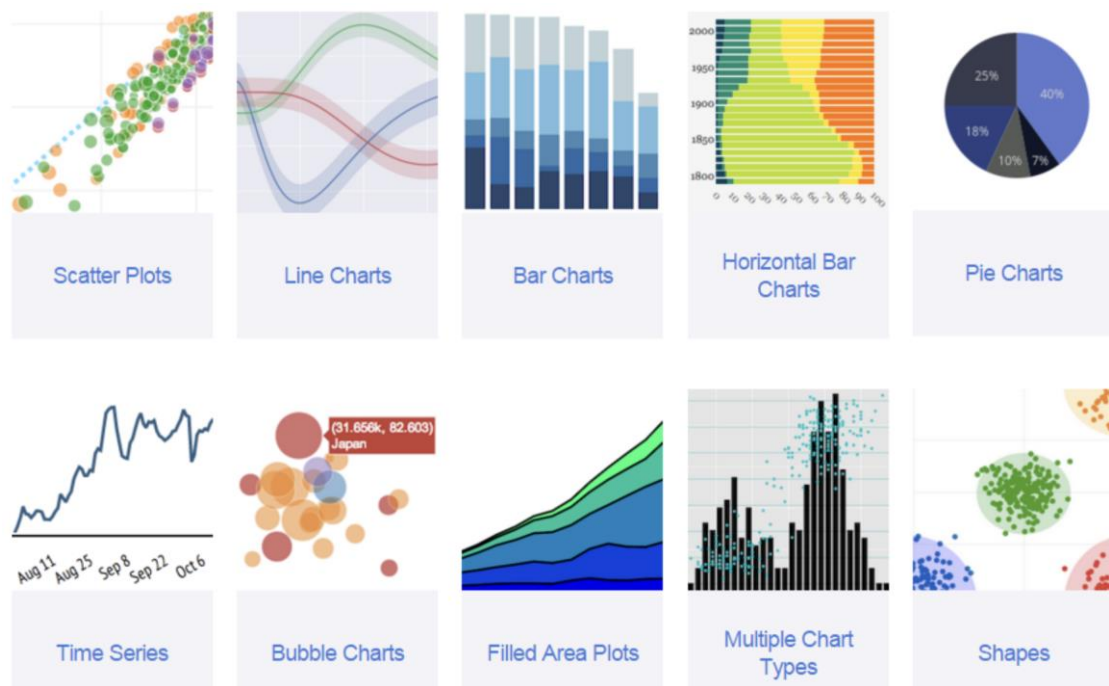 2000
1950
1900
1850
1800
0 10 20 30 40 50 60 70 80 90 100
25%
40%
18%
10%
7%
Scatter Plots
Line Charts
Bar Charts
Horizontal Bar
Charts
Pie Charts
Aug 11 Aug 25 Sep 8 Sep 22 Oct 6
(31.656k, 82.603)
Japan
Time Series
Bubble Charts
Filled Area Plots
Multiple Chart
Types
Shapes